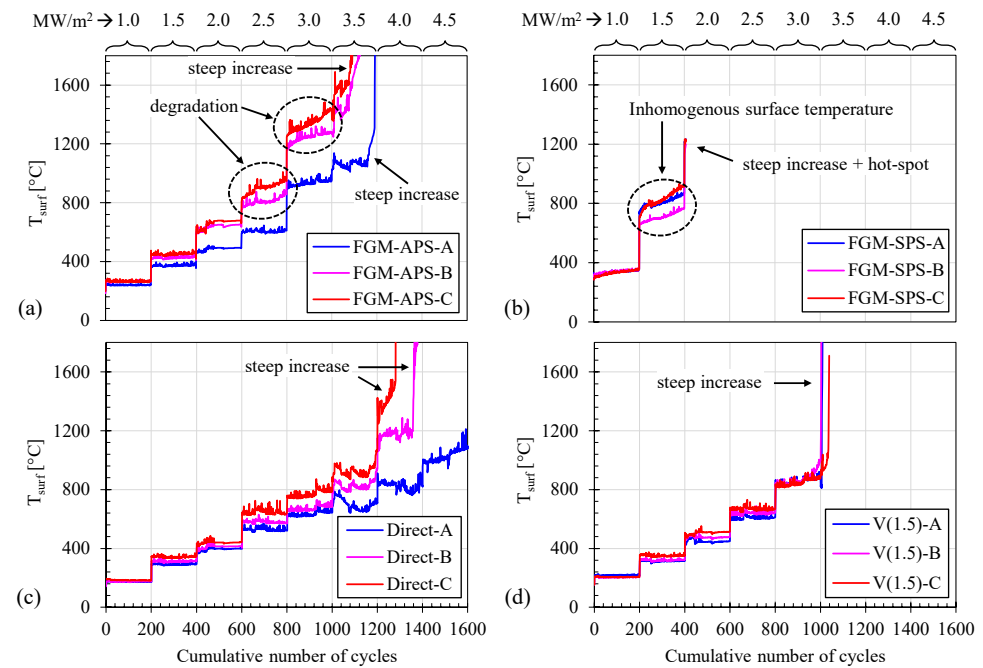 MW/m² → 1.0 1.5 2.0 2.5 3.0 3.5 4.0 4.5
MW/m² → 1.0 1.5 2.0 2.5 3.0 3.5 4.0 4.5
(a)
T_surf [°C]
1600
1200
800
400
0
steep increase
degradation
steep increase
FGM-APS-A
FGM-APS-B
FGM-APS-C
(b)
T_surf [°C]
1600
1200
800
400
0
Inhomogenous surface temperature
steep increase + hot-spot
FGM-SPS-A
FGM-SPS-B
FGM-SPS-C
(c)
T_surf [°C]
1600
1200
800
400
0
steep increase
Direct-A
Direct-B
Direct-C
0 200 400 600 800 1000 1200 1400 1600
Cumulative number of cycles
(d)
T_surf [°C]
1600
1200
800
400
0
steep increase
V(1.5)-A
V(1.5)-B
V(1.5)-C
0 200 400 600 800 1000 1200 1400 1600
Cumulative number of cycles